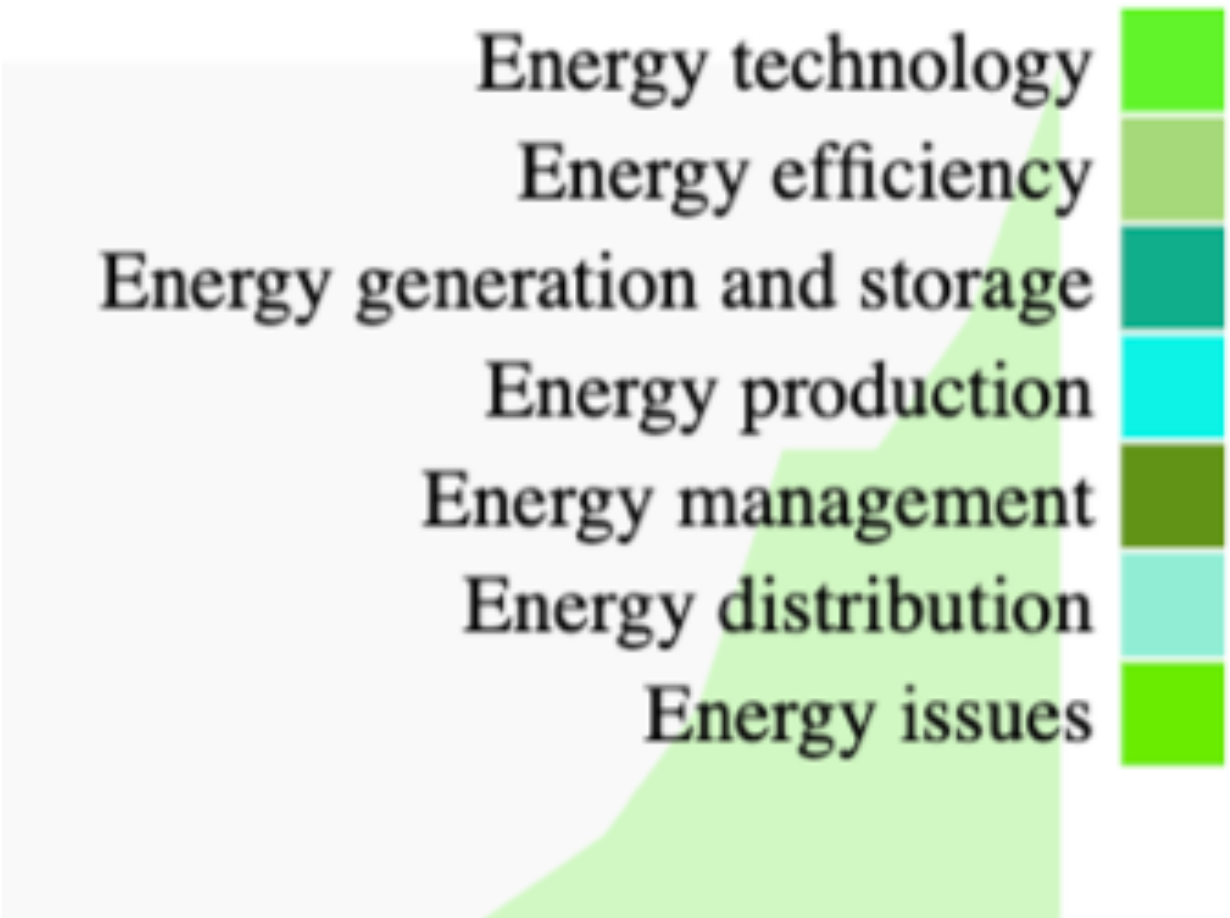 Energy technology
Energy efficiency
Energy generation and storage
Energy production
Energy management
Energy distribution
Energy issues